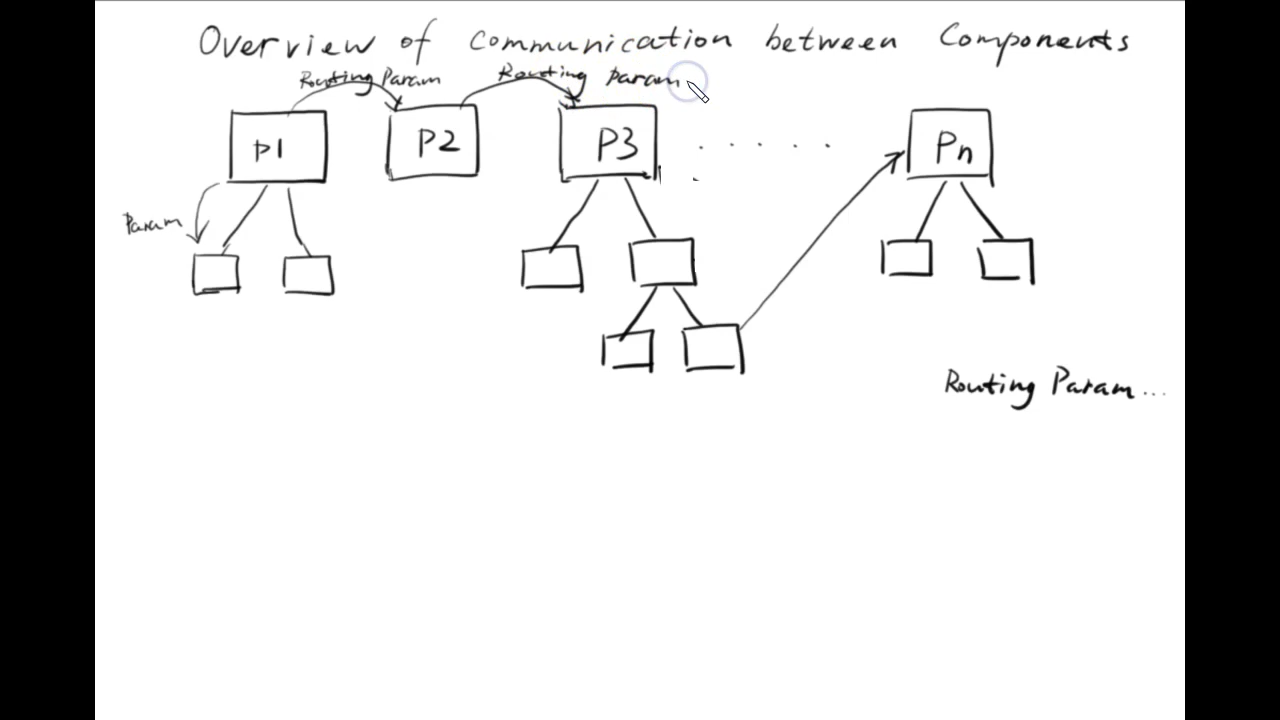 Overview of communication between Components
Routing Param
Routing param
P1
P2
P3
.....
Pn
Param
Routing Param...